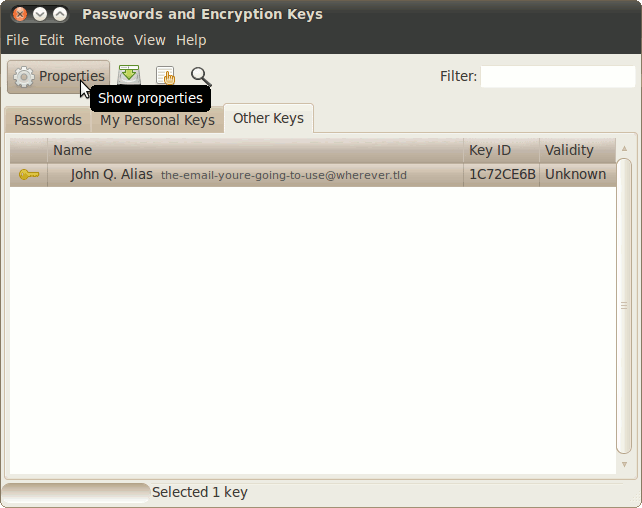 Passwords and Encryption Keys
File Edit Remote View Help
Properties Filter:
Show properties
Passwords My Personal Keys Other Keys
Name Key ID Validity
John Q. Alias the-email-youre-going-to-use@wherever.tld 1C72CE6B Unknown
Selected 1 key